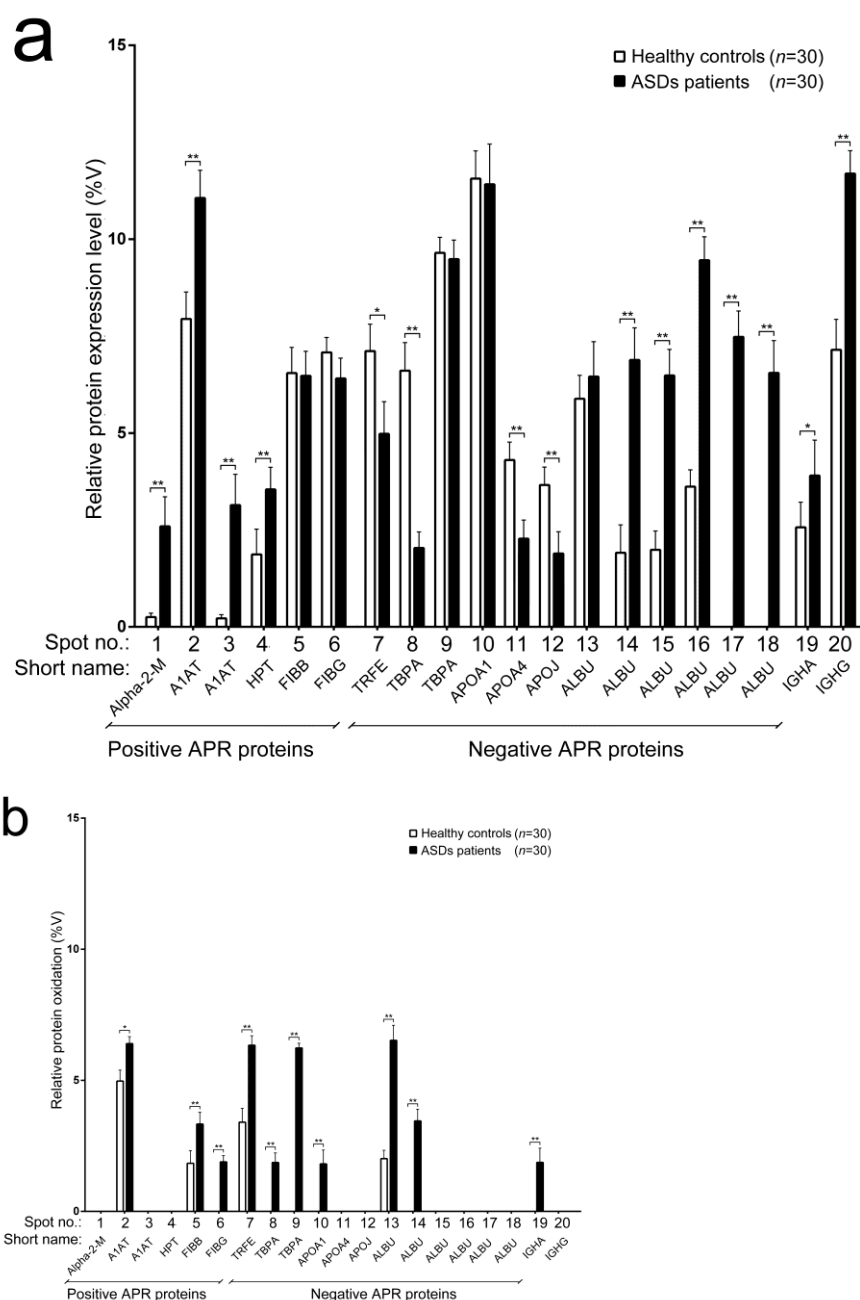 a
15
10
5
0
Relative protein expression level (%V)
Healthy controls (n=30)
ASDs patients (n=30)
**
**
**
**
*
**
**
**
**
**
**
**
**
*
**
Spot no.: 1 2 3 4 5 6 7 8 9 10 11 12 13 14 15 16 17 18 19 20
Short name: Alpha-2-M A1AT A1AT HPT FIBB FIBG TRFE TBPA TBPA APOA1 APOA4 APOJ ALBU ALBU ALBU ALBU ALBU ALBU IGHA IGHG
Positive APR proteins Negative APR proteins
b
15
10
5
0
Relative protein oxidation (%V)
Healthy controls (n=30)
ASDs patients (n=30)
*
**
**
**
**
**
**
**
**
**
Spot no.: 1 2 3 4 5 6 7 8 9 10 11 12 13 14 15 16 17 18 19 20
Short name: Alpha-2-M A1AT A1AT HPT FIBB FIBG TRFE TBPA TBPA APOA1 APOA4 APOJ ALBU ALBU ALBU ALBU ALBU ALBU IGHA IGHG
Positive APR proteins Negative APR proteins